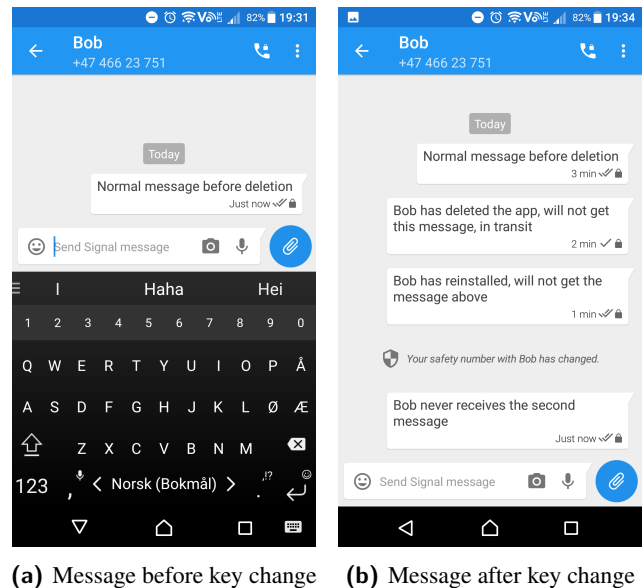 82% 19:31
Bob
+47 466 23 751
Today
Normal message before deletion
Just now
Send Signal message
I Haha Hei
1 2 3 4 5 6 7 8 9 0
Q W E R T Y U I O P Å
A S D F G H J K L Ø Æ
Z X C V B N M
123 , < Norsk (Bokmål) > . ,!?
(a) Message before key change
82% 19:34
Bob
+47 466 23 751
Today
Normal message before deletion
3 min
Bob has deleted the app, will not get
this message, in transit
2 min
Bob has reinstalled, will not get the
message above
1 min
Your safety number with Bob has changed.
Bob never receives the second
message
Just now
Send Signal message
(b) Message after key change